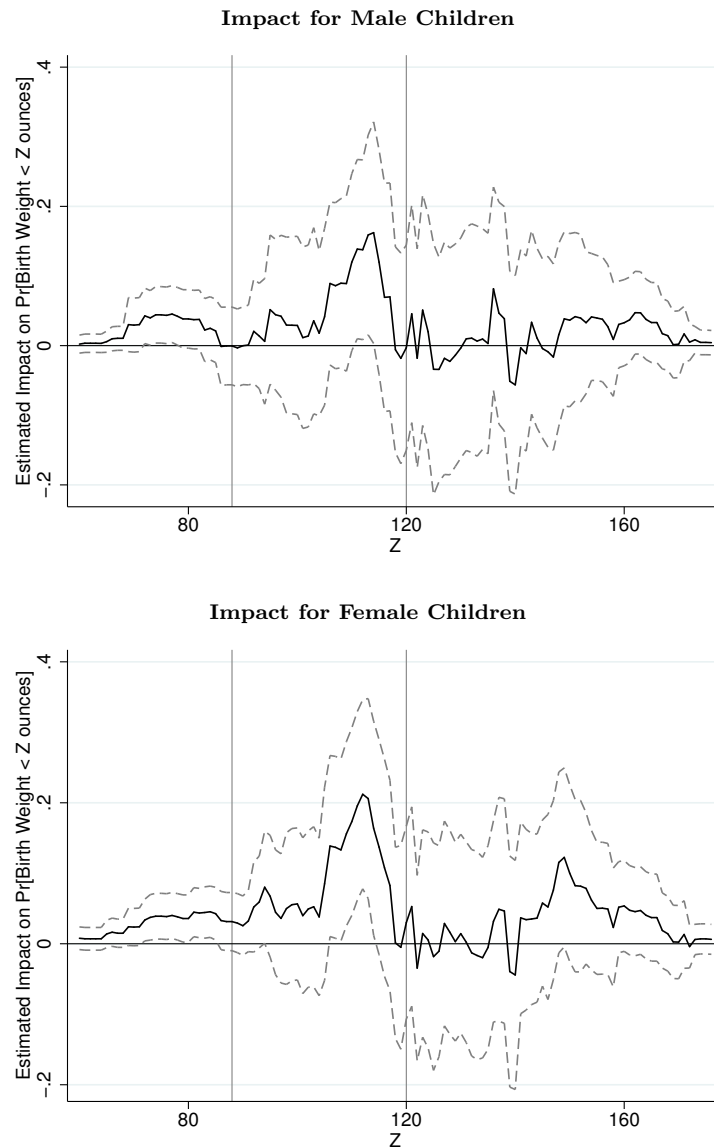 Impact for Male Children
Estimated Impact on Pr[Birth Weight < Z ounces]
.4
.2
0
-.2
80 120 160
Z
Impact for Female Children
Estimated Impact on Pr[Birth Weight < Z ounces]
.4
.2
0
-.2
80 120 160
Z